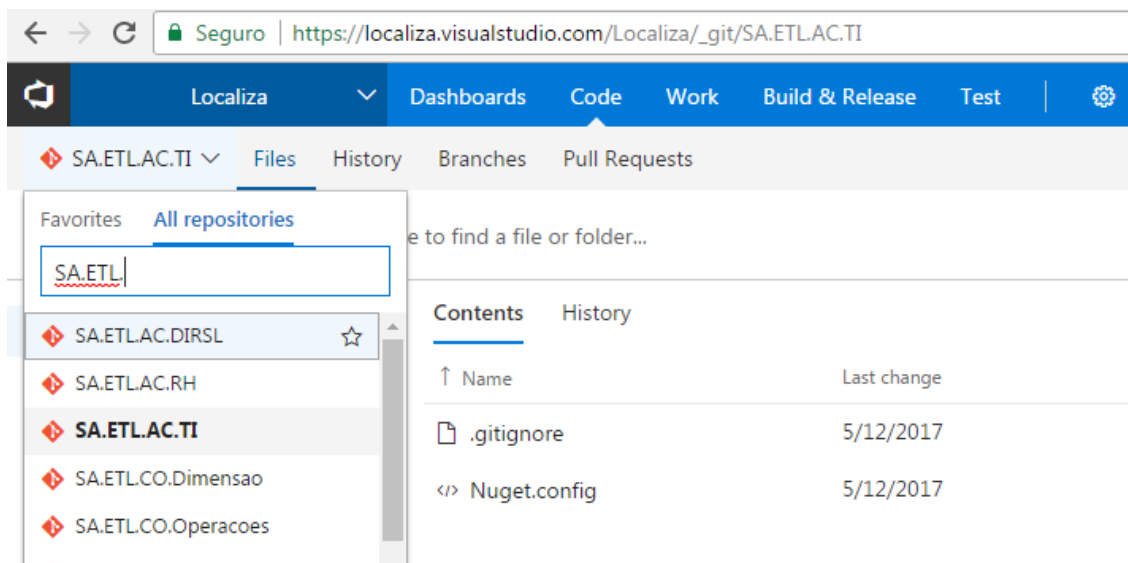 Seguro | https://localiza.visualstudio.com/Localiza/_git/SA.ETL.AC.TI
Localiza Dashboards Code Work Build & Release Test
SA.ETL.AC.TI Files History Branches Pull Requests
Favorites All repositories
e to find a file or folder...
SA.ETL.
Contents History
SA.ETL.AC.DIRSL
↑ Name Last change
SA.ETL.AC.RH
SA.ETL.AC.TI
.gitignore 5/12/2017
SA.ETL.CO.Dimensao
</> Nuget.config 5/12/2017
SA.ETL.CO.Operacoes